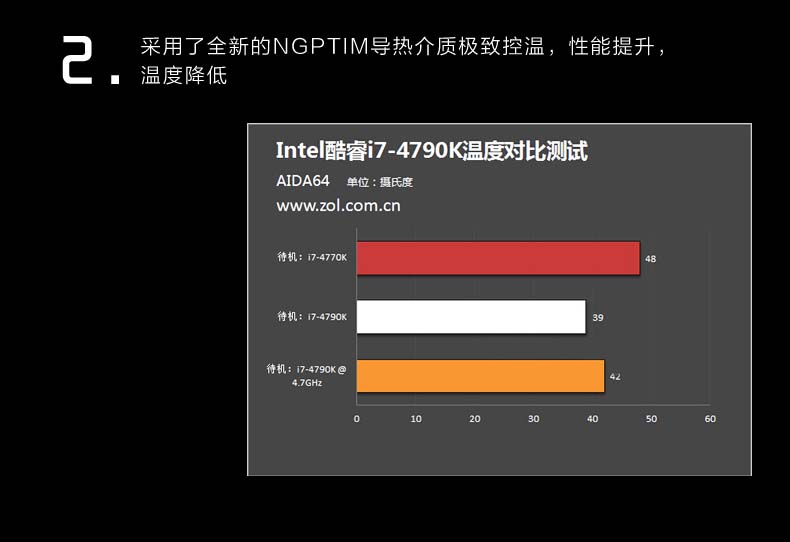 2.
采用了全新的NGPTIM导热介质极致控温，性能提升，
温度降低
Intel酷睿i7-4790K温度对比测试
AIDA64 单位：摄氏度
www.zol.com.cn
待机：i7-4770K 48
待机：i7-4790K 39
待机：i7-4790K @
4.7GHz
42
0 10 20 30 40 50 60